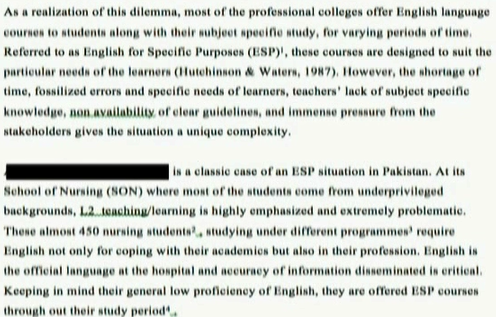 As a realization of this dilemma, most of the professional colleges offer English language
courses to students along with their subject specific study, for varying periods of time.
Referred to as English for Specific Purposes (ESP)¹, these courses are designed to suit the
particular needs of the learners (Hutchinson & Waters, 1987). However, the shortage of
time, fossilized errors and specific needs of learners, teachers' lack of subject specific
knowledge, non availability of clear guidelines, and immense pressure from the
stakeholders gives the situation a unique complexity.
is a classic case of an ESP situation in Pakistan. At its
School of Nursing (SON) where most of the students come from underprivileged
backgrounds, L2 teaching/learning is highly emphasized and extremely problematic.
These almost 450 nursing students², studying under different programmes³ require
English not only for coping with their academics but also in their profession. English is
the official language at the hospital and accuracy of information disseminated is critical.
Keeping in mind their general low proficiency of English, they are offered ESP courses
through out their study period⁴.